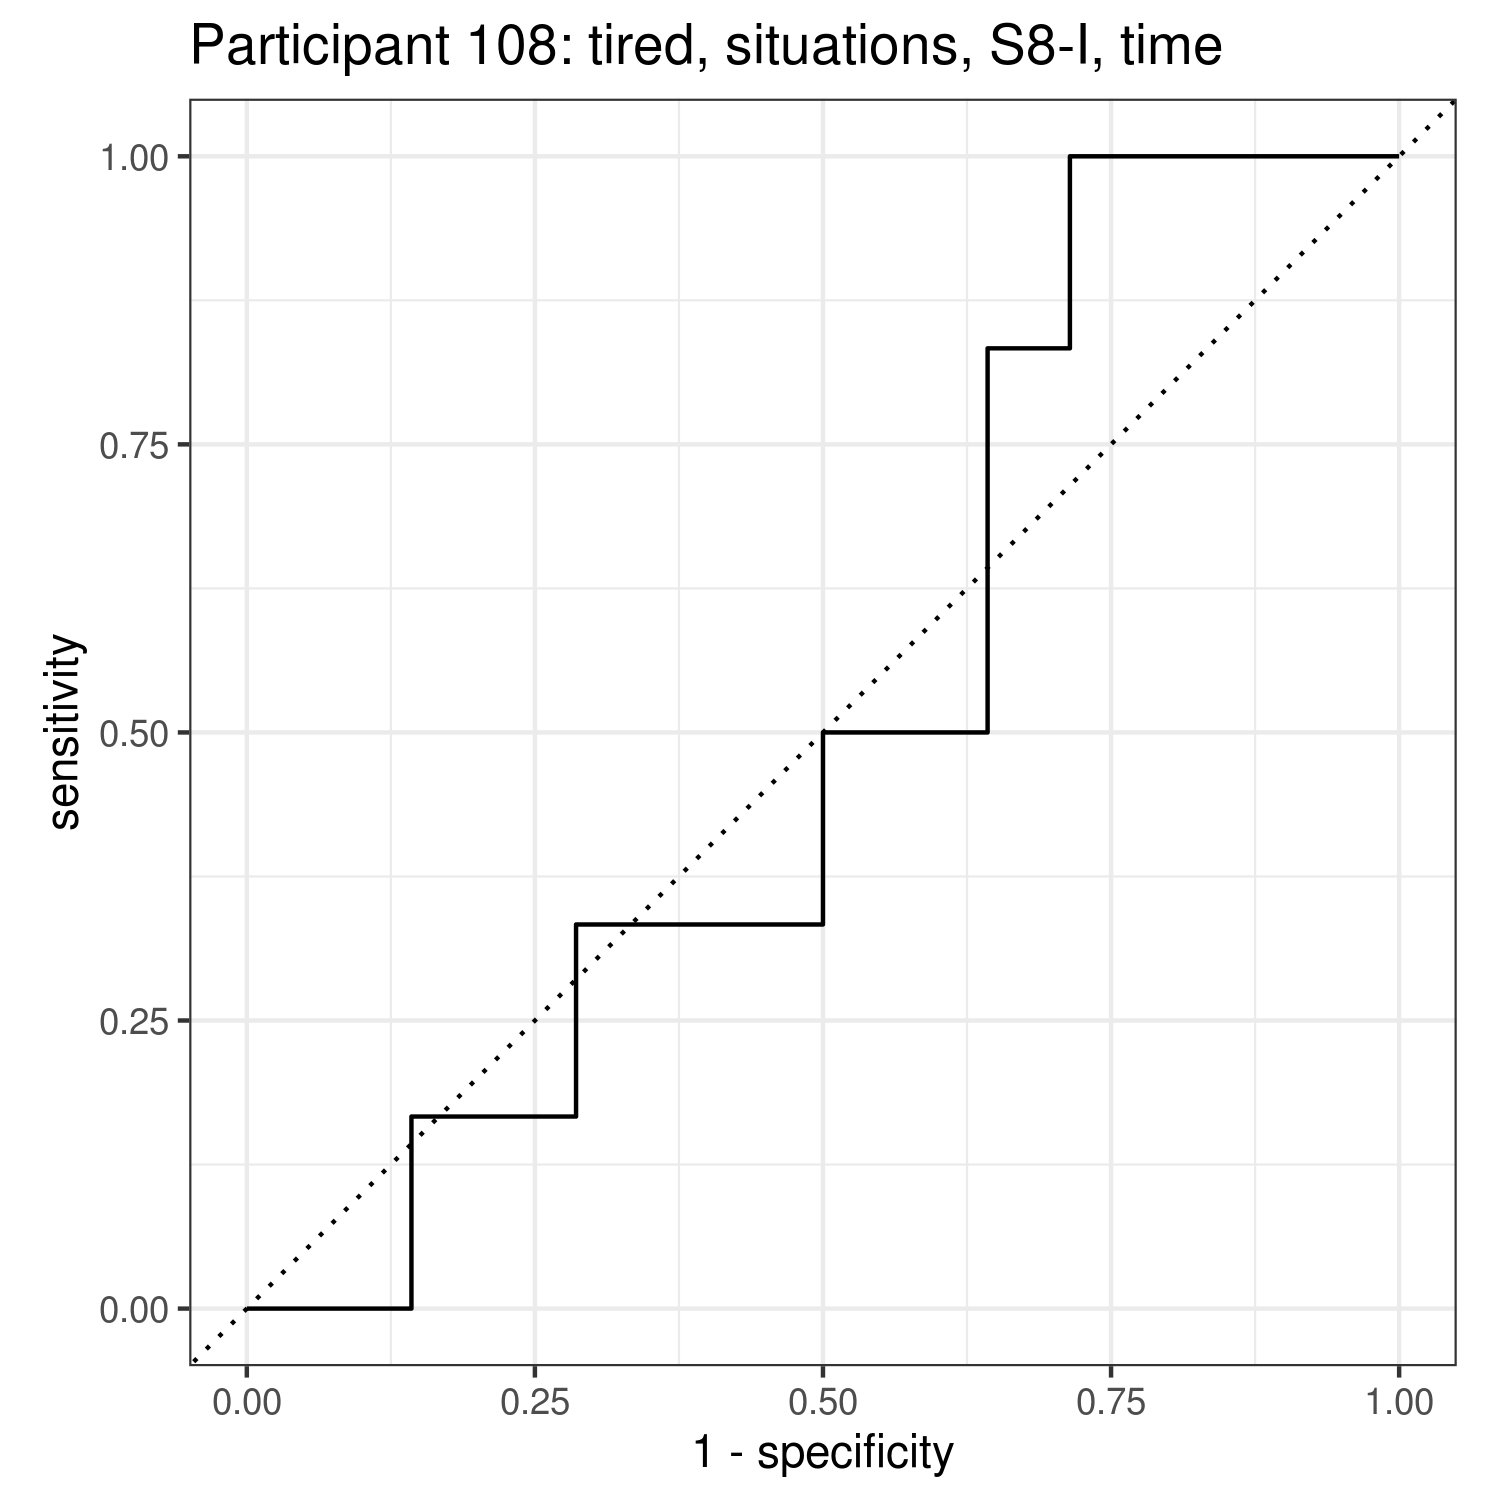 Participant 108: tired, situations, S8-I, time
1.00
0.75
0.50
0.25
0.00
sensitivity
0.00 0.25 0.50 0.75 1.00
1 - specificity